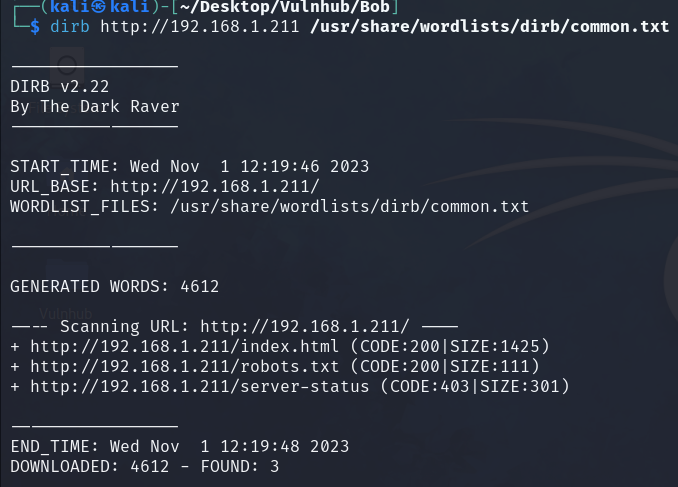 ┌──(kali㉿kali)-[~/Desktop/Vulnhub/Bob]
└─$ dirb http://192.168.1.211 /usr/share/wordlists/dirb/common.txt
-----------------
DIRB v2.22
By The Dark Raver
-----------------
START_TIME: Wed Nov  1 12:19:46 2023
URL_BASE: http://192.168.1.211/
WORDLIST_FILES: /usr/share/wordlists/dirb/common.txt
-----------------
GENERATED WORDS: 4612
Vulnhub
---- Scanning URL: http://192.168.1.211/ ----
+ http://192.168.1.211/index.html (CODE:200|SIZE:1425)
+ http://192.168.1.211/robots.txt (CODE:200|SIZE:111)
+ http://192.168.1.211/server-status (CODE:403|SIZE:301)
-----------------
END_TIME: Wed Nov  1 12:19:48 2023
DOWNLOADED: 4612 - FOUND: 3